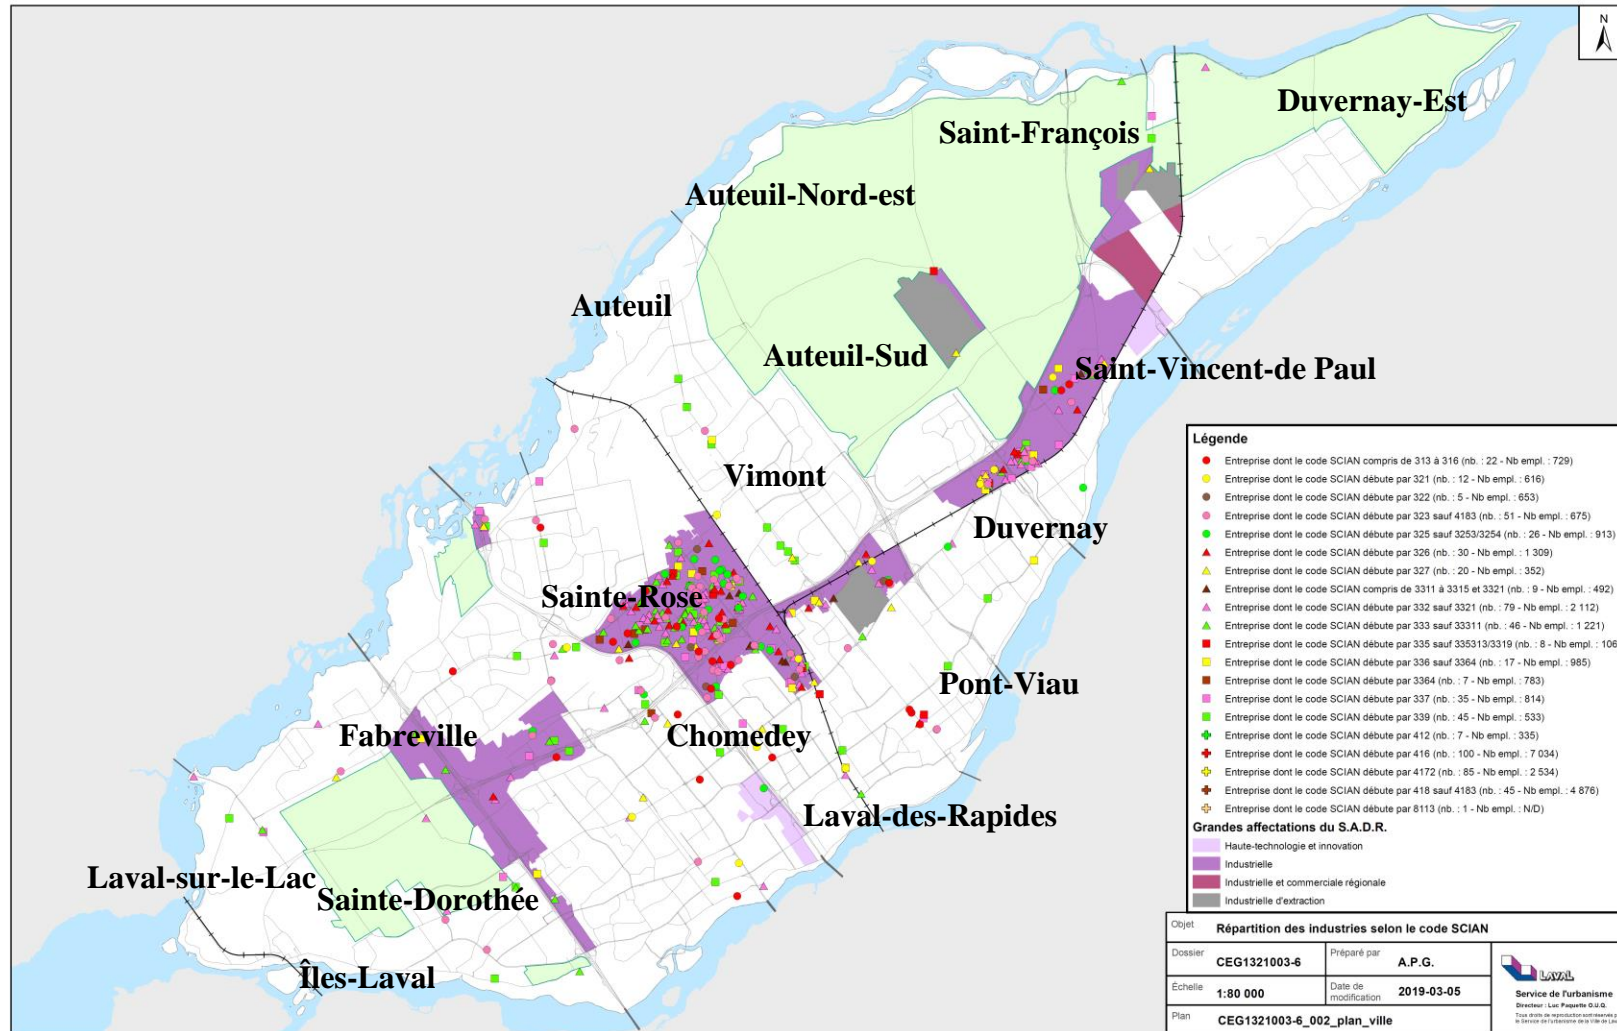 N
Duvernay-Est
Saint-François
Auteuil-Nord-est
Auteuil
Auteuil-Sud
Saint-Vincent-de Paul
Vimont
Duvernay
Sainte-Rose
Pont-Viau
Fabreville
Chomedey
Laval-des-Rapides
Laval-sur-le-Lac
Sainte-Dorothée
Îles-Laval
Légende
Entreprise dont le code SCIAN compris de 313 à 316 (nb. : 22 - Nb empl. : 729)
Entreprise dont le code SCIAN débute par 321 (nb. : 12 - Nb empl. : 616)
Entreprise dont le code SCIAN débute par 322 (nb. : 5 - Nb empl. : 653)
Entreprise dont le code SCIAN débute par 323 sauf 4183 (nb. : 51 - Nb empl. : 675)
Entreprise dont le code SCIAN débute par 325 sauf 3253/3254 (nb. : 26 - Nb empl. : 913)
Entreprise dont le code SCIAN débute par 326 (nb. : 30 - Nb empl. : 1 309)
Entreprise dont le code SCIAN débute par 327 (nb. : 20 - Nb empl. : 352)
Entreprise dont le code SCIAN compris de 3311 à 3315 et 3321 (nb. : 9 - Nb empl. : 492)
Entreprise dont le code SCIAN débute par 332 sauf 3321 (nb. : 79 - Nb empl. : 2 112)
Entreprise dont le code SCIAN débute par 333 sauf 33311 (nb. : 46 - Nb empl. : 1 221)
Entreprise dont le code SCIAN débute par 335 sauf 335313/3319 (nb. : 8 - Nb empl. : 106
Entreprise dont le code SCIAN débute par 336 sauf 3364 (nb. : 17 - Nb empl. : 985)
Entreprise dont le code SCIAN débute par 3364 (nb. : 7 - Nb empl. : 783)
Entreprise dont le code SCIAN débute par 337 (nb. : 35 - Nb empl. : 814)
Entreprise dont le code SCIAN débute par 339 (nb. : 45 - Nb empl. : 533)
Entreprise dont le code SCIAN débute par 412 (nb. : 7 - Nb empl. : 335)
Entreprise dont le code SCIAN débute par 416 (nb. : 100 - Nb empl. : 7 034)
Entreprise dont le code SCIAN débute par 4172 (nb. : 85 - Nb empl. : 2 534)
Entreprise dont le code SCIAN débute par 418 sauf 4183 (nb. : 45 - Nb empl. : 4 876)
Entreprise dont le code SCIAN débute par 8113 (nb. : 1 - Nb empl. : N/D)
Grandes affectations du S.A.D.R.
Haute-technologie et innovation
Industrielle
Industrielle et commerciale régionale
Industrielle d'extraction
Objet Répartition des industries selon le code SCIAN
Dossier CEG1321003-6 Préparé par A.P.G.
Échelle 1:80 000 Date de modification 2019-03-05
Plan CEG1321003-6_002_plan_ville
LAVAL
Service de l'urbanisme
Directeur : Luc Paquette O.U.Q.
Tous droits de reproduction sont réservés p
le Service de l'urbanisme de la Ville de Lav